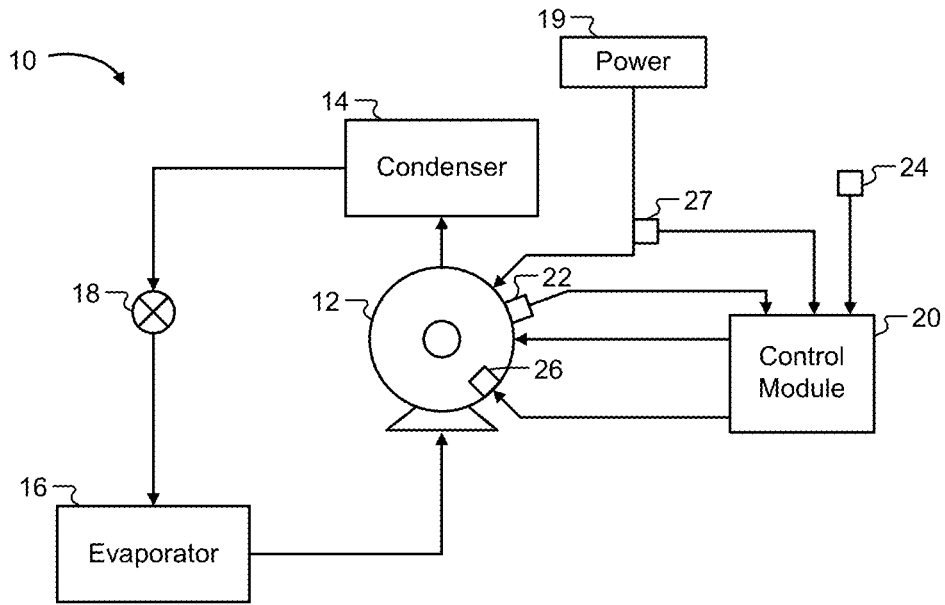 19
Power
10
14
Condenser
24
27
18
12
22
20
Control
Module
26
16
Evaporator